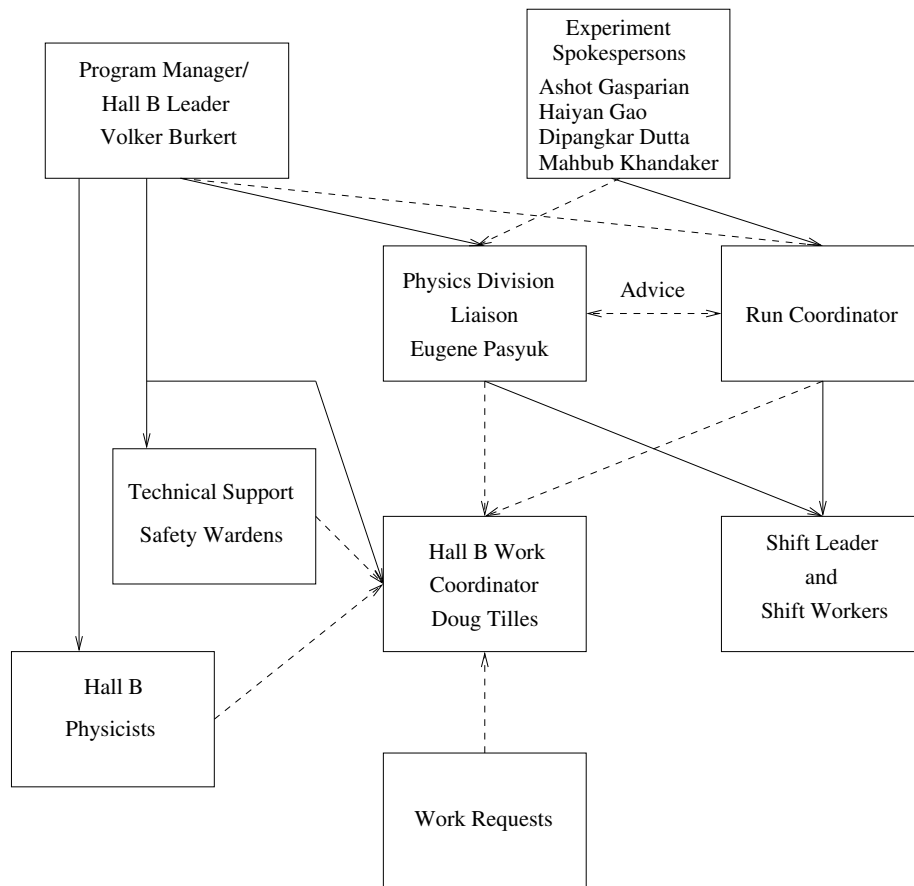 Program Manager/
Hall B Leader
Volker Burkert
Experiment
Spokespersons
Ashot Gasparian
Haiyan Gao
Dipangkar Dutta
Mahbub Khandaker
Physics Division
Liaison
Eugene Pasyuk
Advice
Run Coordinator
Technical Support
Safety Wardens
Hall B Work
Coordinator
Doug Tilles
Shift Leader
and
Shift Workers
Hall B
Physicists
Work Requests